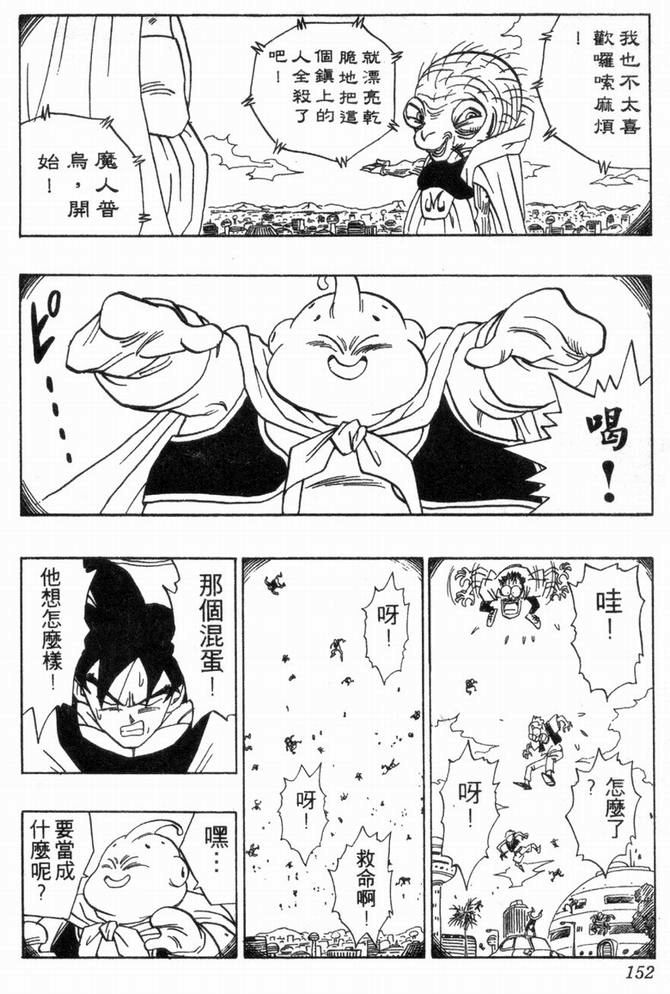 我也不太喜
歡囉嗦麻煩
！
就漂亮乾
脆地把這
個鎮上的
人全殺了
吧！
魔人普
烏，開
始！
喝！
ピ・・・・・
哇！
怎麼了
？
呀！
呀！
呀！
救命啊！
那個混蛋！
他想怎麼樣！
嘿…
要當成
什麼呢？
M
152